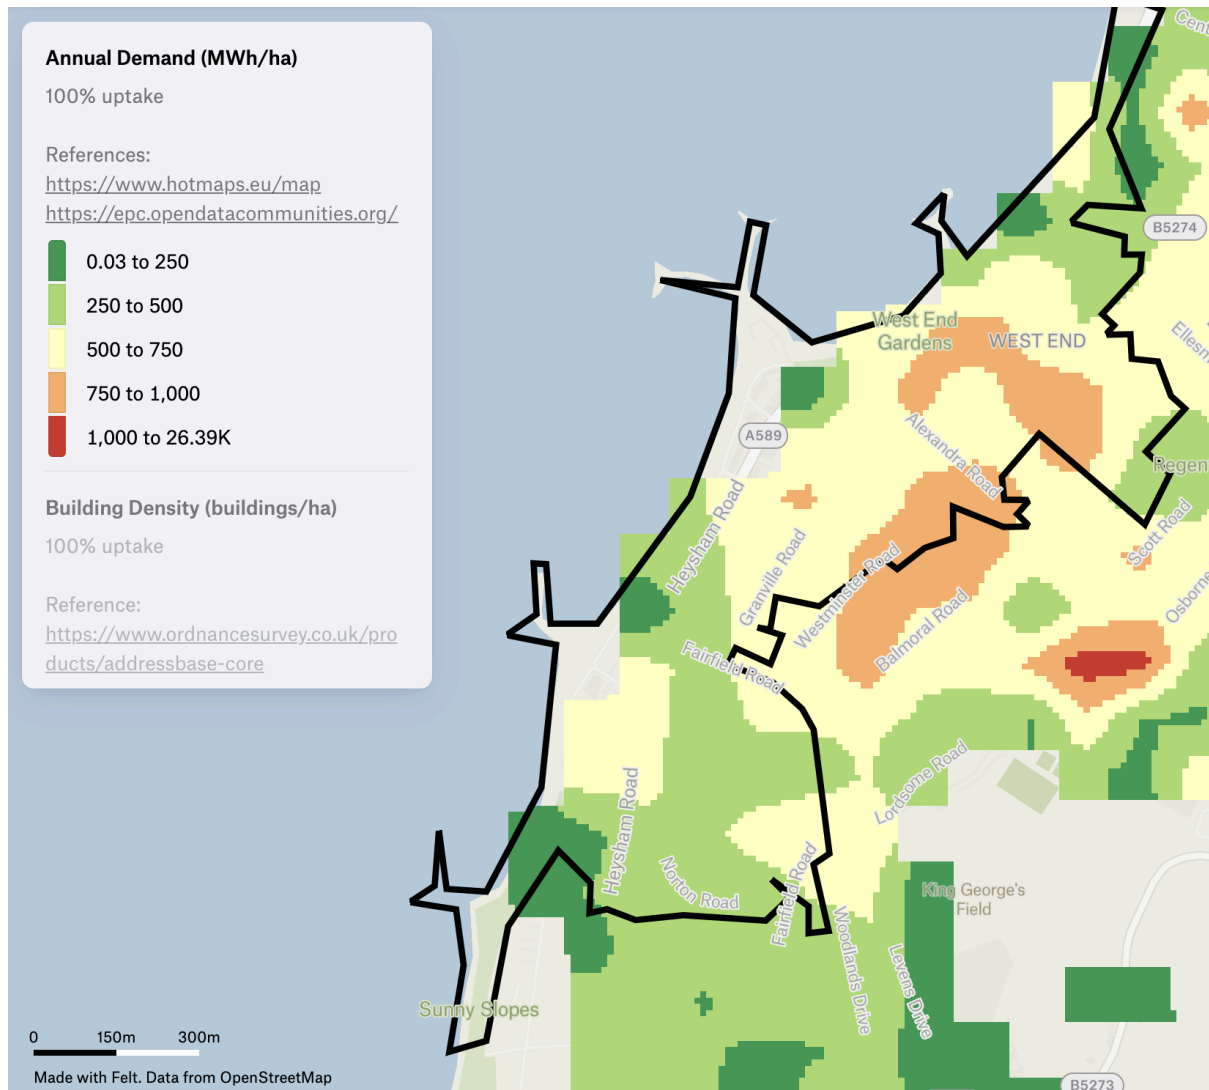 Annual Demand (MWh/ha)
100% uptake
References:
https://www.hotmaps.eu/map
https://epc.opendatacommunities.org/
0.03 to 250
250 to 500
500 to 750
750 to 1,000
1,000 to 26.39K
Building Density (buildings/ha)
100% uptake
Reference:
https://www.ordnancesurvey.co.uk/pro
ducts/addressbase-core
Cent
B5274
West End
Gardens
WEST END
Ellesm
A589
Alexandra Road
Regen
Heysham Road
Scott Road
Granville Road
Westminster Road
Osborne
Balmoral Road
Fairfield Road
Lordsome Road
Heysham Road
Norton Road
Fairfield Road
King George's
Field
Woodlands Drive
Levens Drive
Sunny Slopes
B5273
0 150m 300m
Made with Felt. Data from OpenStreetMap